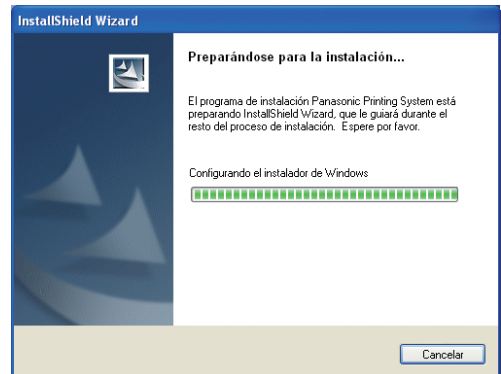 InstallShield Wizard
Preparándose para la instalación...
El programa de instalación Panasonic Printing System está
preparando InstallShield Wizard, que le guiará durante el
resto del proceso de instalación. Espere por favor.
Configurando el instalador de Windows
Cancelar